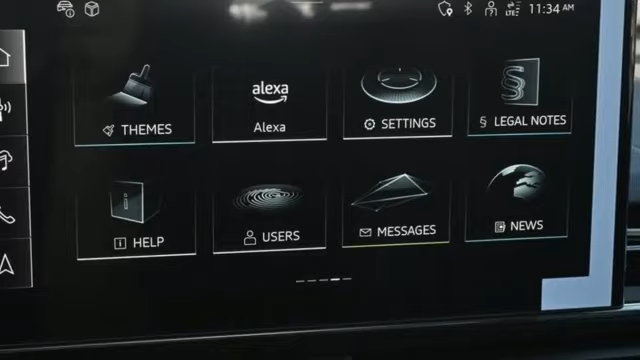 11:34 AM
LTE
THEMES
alexa
Alexa
SETTINGS
§ LEGAL NOTES
HELP
USERS
MESSAGES
NEWS